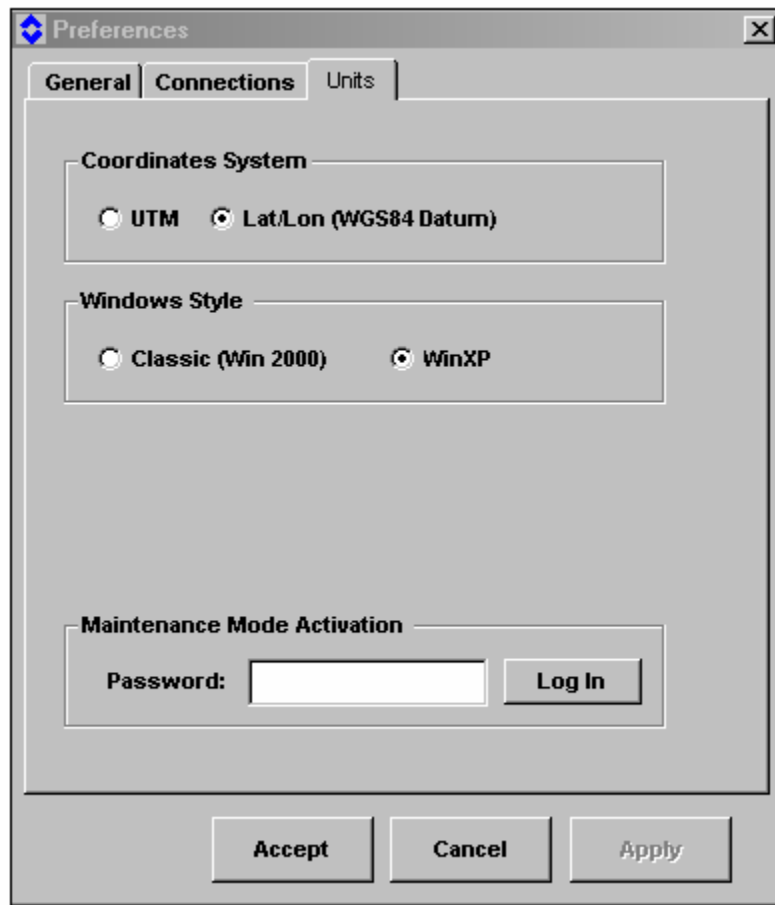 Preferences
General Connections Units
Coordinates System
UTM Lat/Lon (WGS84 Datum)
Windows Style
Classic (Win 2000) WinXP
Maintenance Mode Activation
Password: Log In
Accept Cancel Apply